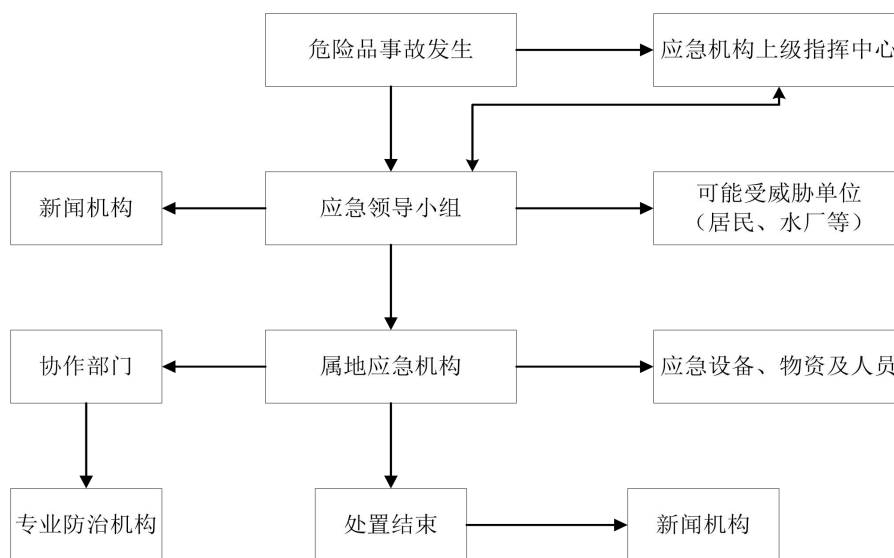 危险品事故发生
应急机构上级指挥中心
新闻机构
应急领导小组
可能受威胁单位
（居民、水厂等）
协作部门
属地应急机构
应急设备、物资及人员
专业防治机构
处置结束
新闻机构